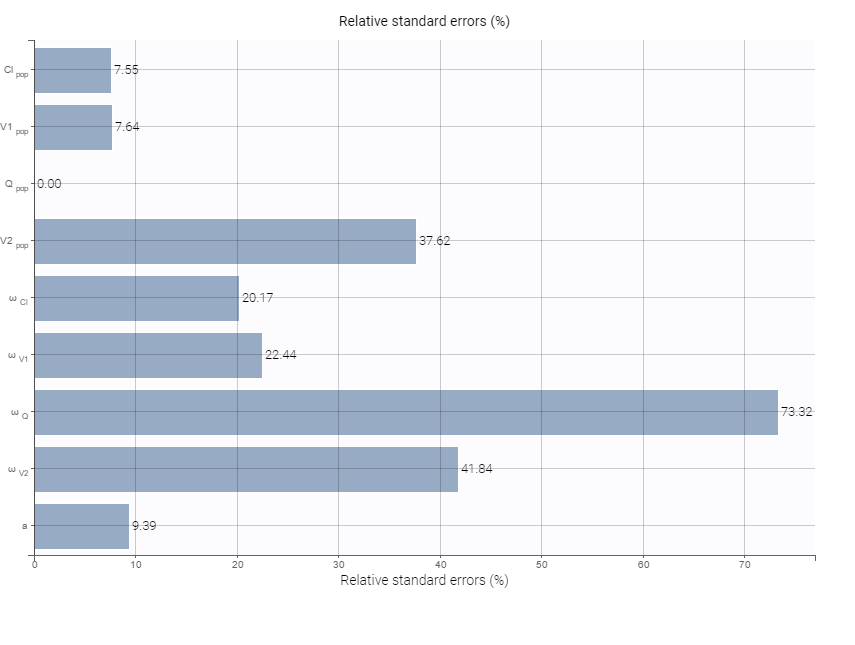 Relative standard errors (%)
Cl pop 7.55
V1 pop 7.64
Q pop 0.00
V2 pop 37.62
ω Cl 20.17
ω V1 22.44
ω Q 73.32
ω V2 41.84
a 9.39
0 10 20 30 40 50 60 70
Relative standard errors (%)